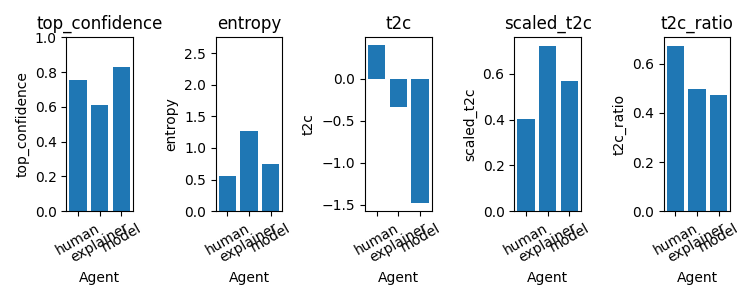 top_confidence entropy t2c scaled_t2c t2c_ratio
top_confidence
1.0
0.8
0.6
0.4
0.2
0.0
human explainer model
Agent
entropy
2.5
2.0
1.5
1.0
0.5
0.0
human explainer model
Agent
t2c
0.0
−0.5
−1.0
−1.5
human explainer model
Agent
scaled_t2c
0.6
0.4
0.2
0.0
human explainer model
Agent
t2c_ratio
0.6
0.4
0.2
0.0
human explainer model
Agent